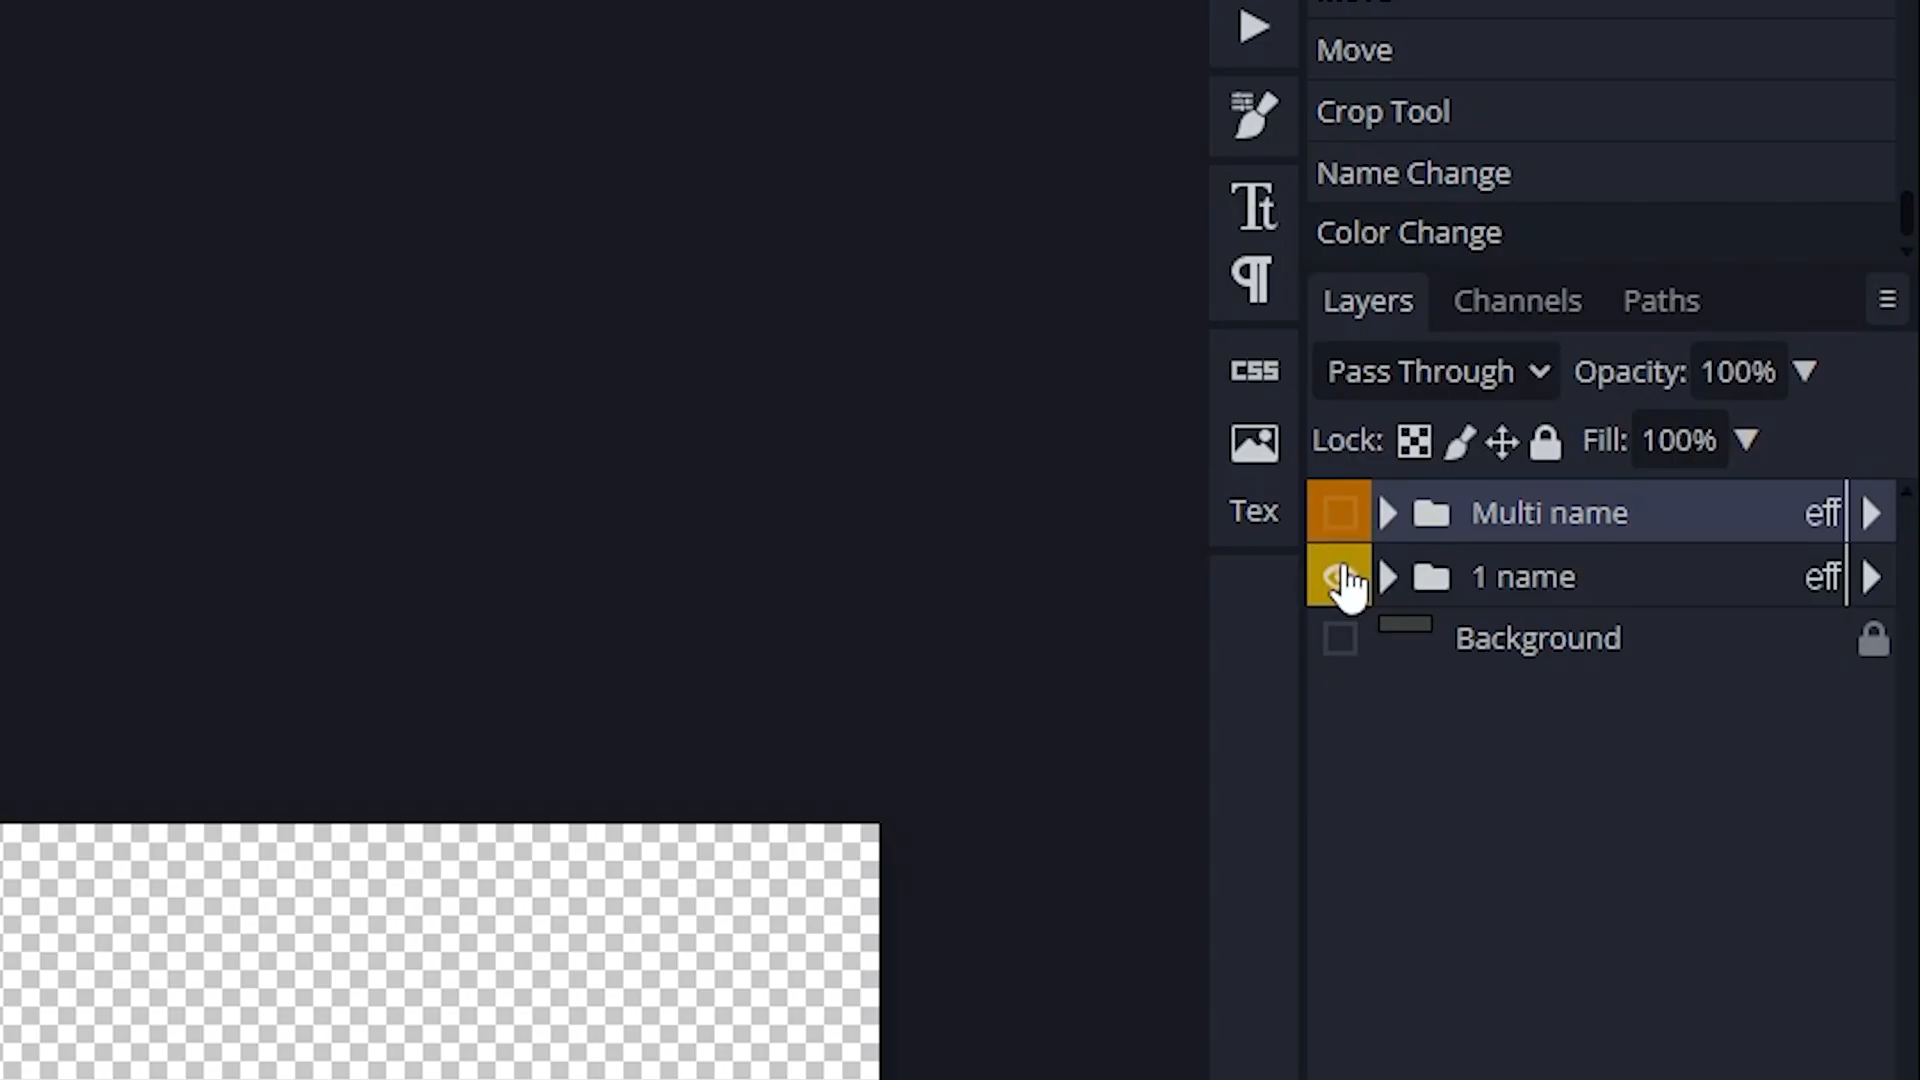 Move
Crop Tool
Name Change
Color Change
Tt
¶
CSS
Tex
Layers Channels Paths
Pass Through Opacity: 100%
Lock: Fill: 100%
Multi name eff
1 name eff
Background